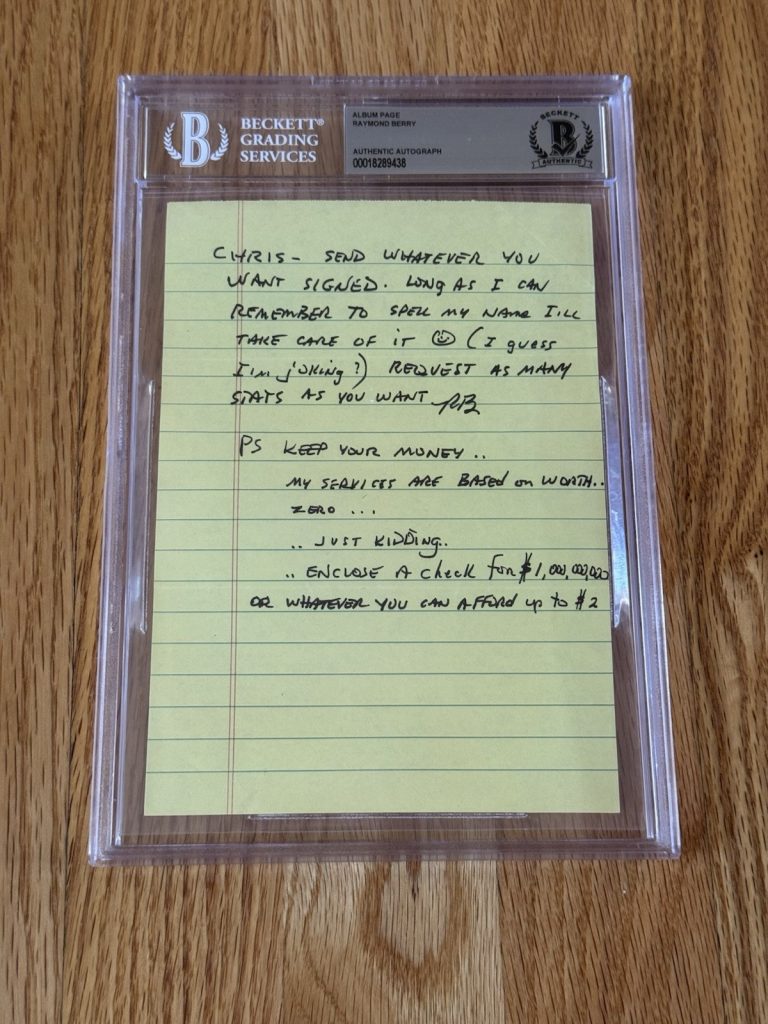 BECKETT®
GRADING
SERVICES
B
ALBUM PAGE
RAYMOND BERRY
AUTHENTIC AUTOGRAPH
00018289438
BECKETT
B
AUTHENTIC
CHRIS- SEND WHATEVER YOU
WANT SIGNED. LONG AS I CAN
REMEMBER TO SPELL MY NAME I'LL
TAKE CARE OF IT ☺ (I guess
I'm joking?) REQUEST AS MANY
STATS AS YOU WANT RB
PS KEEP YOUR MONEY..
MY SERVICES ARE BASED on WORTH..
ZERO ...
.. JUST KIDDING..
.. ENCLOSE A check for $1,000,000,000
OR WHATEVER YOU CAN AFFORD up to $2